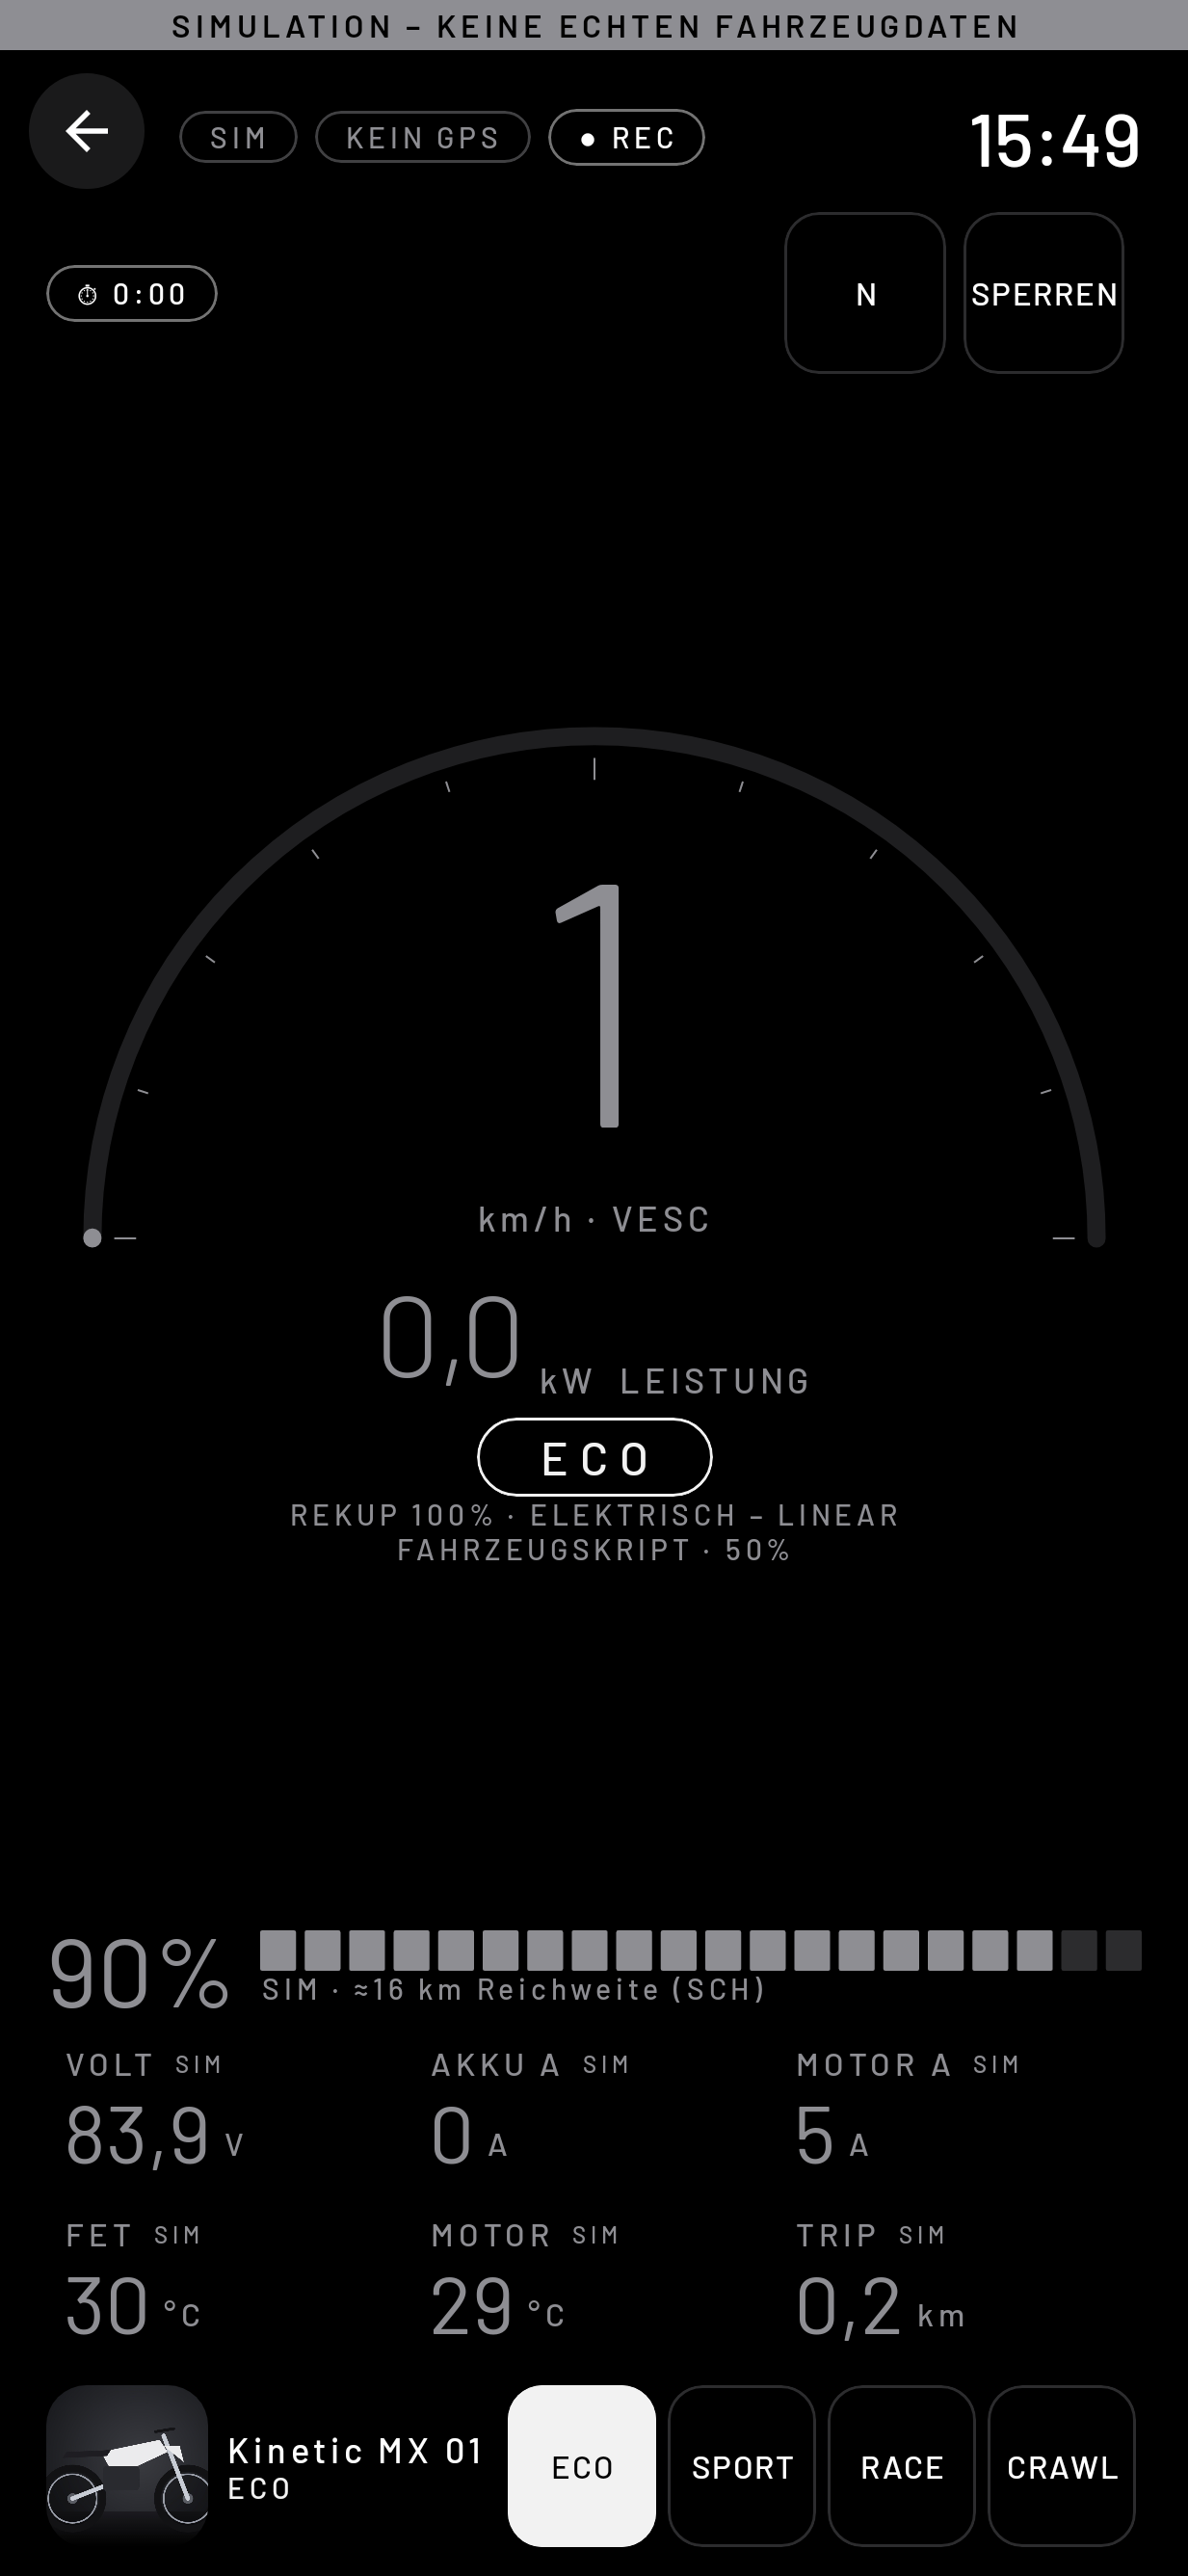 SIMULATION – KEINE ECHTEN FAHRZEUGDATEN
SIM KEIN GPS ● REC 15:49
⏱ 0:00 N SPERREN
1
km/h · VESC
0,0 kW LEISTUNG
ECO
REKUP 100% · ELEKTRISCH – LINEAR
FAHRZEUGSKRIPT · 50%
90%
SIM · ≈16 km Reichweite (SCH)
VOLT SIM AKKU A SIM MOTOR A SIM
83,9 V 0 A 5 A
FET SIM MOTOR SIM TRIP SIM
30 °C 29 °C 0,2 km
Kinetic MX 01
ECO
ECO SPORT RACE CRAWL